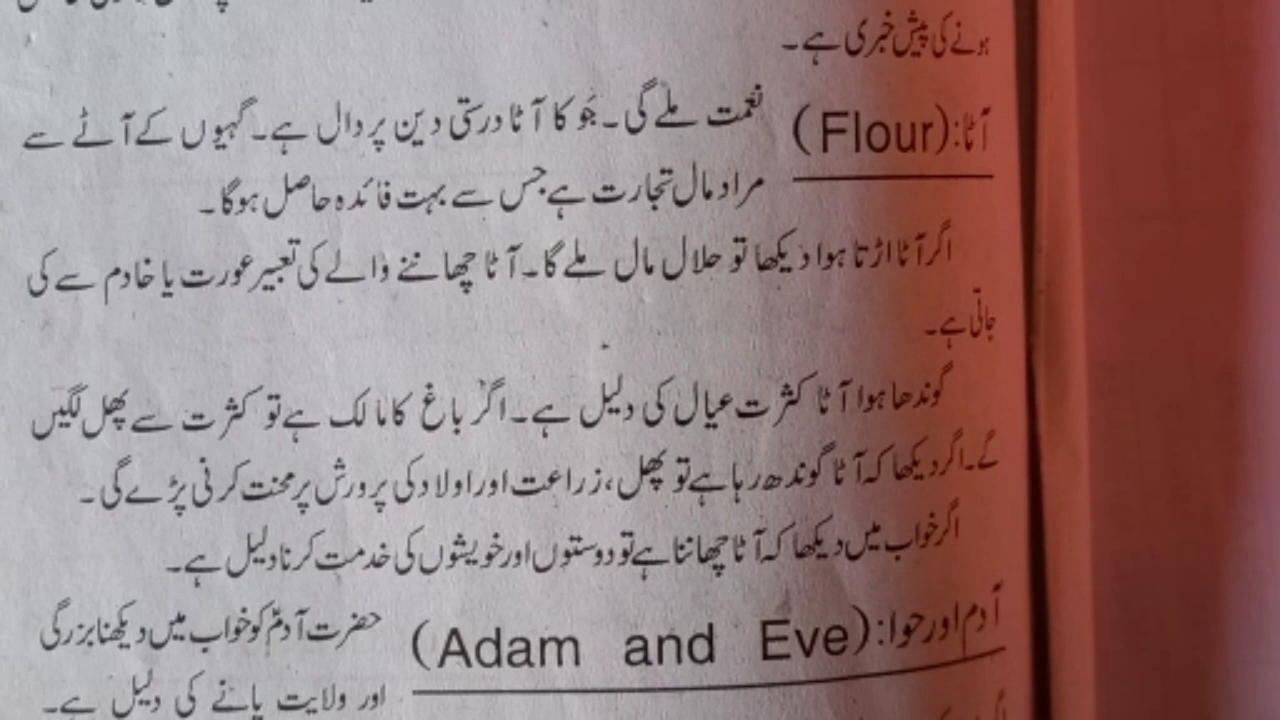 ہونے کی پیش خبری ہے۔
آٹا:(Flour) نعمت ملے گی۔ جَو کا آٹا درستی دین پر دال ہے۔ گہیوں کے آٹے سے
مراد مال تجارت ہے جس سے بہت فائدہ حاصل ہوگا۔
اگر آٹا اڑتا ہوا دیکھا تو حلال مال ملے گا۔ آٹا چھاننے والے کی تعبیر عورت یا خادم سے کی
جاتی ہے۔
گوندھا ہوا آٹا کثرت عیال کی دلیل ہے۔ اگر باغ کا مالک ہے تو کثرت سے پھل لگیں
گے۔ اگر دیکھا کہ آٹا گوندھ رہا ہے تو پھل، زراعت اور اولاد کی پرورش پر محنت کرنی پڑے گی۔
اگر خواب میں دیکھا کہ آٹا چھانتا ہے تو دوستوں اور خویشوں کی خدمت کرنا دلیل ہے۔
آدم اور حوا:(Adam and Eve) حضرت آدمؑ کو خواب میں دیکھنا بزرگی
اور ولایت پانے کی دلیل ہے۔